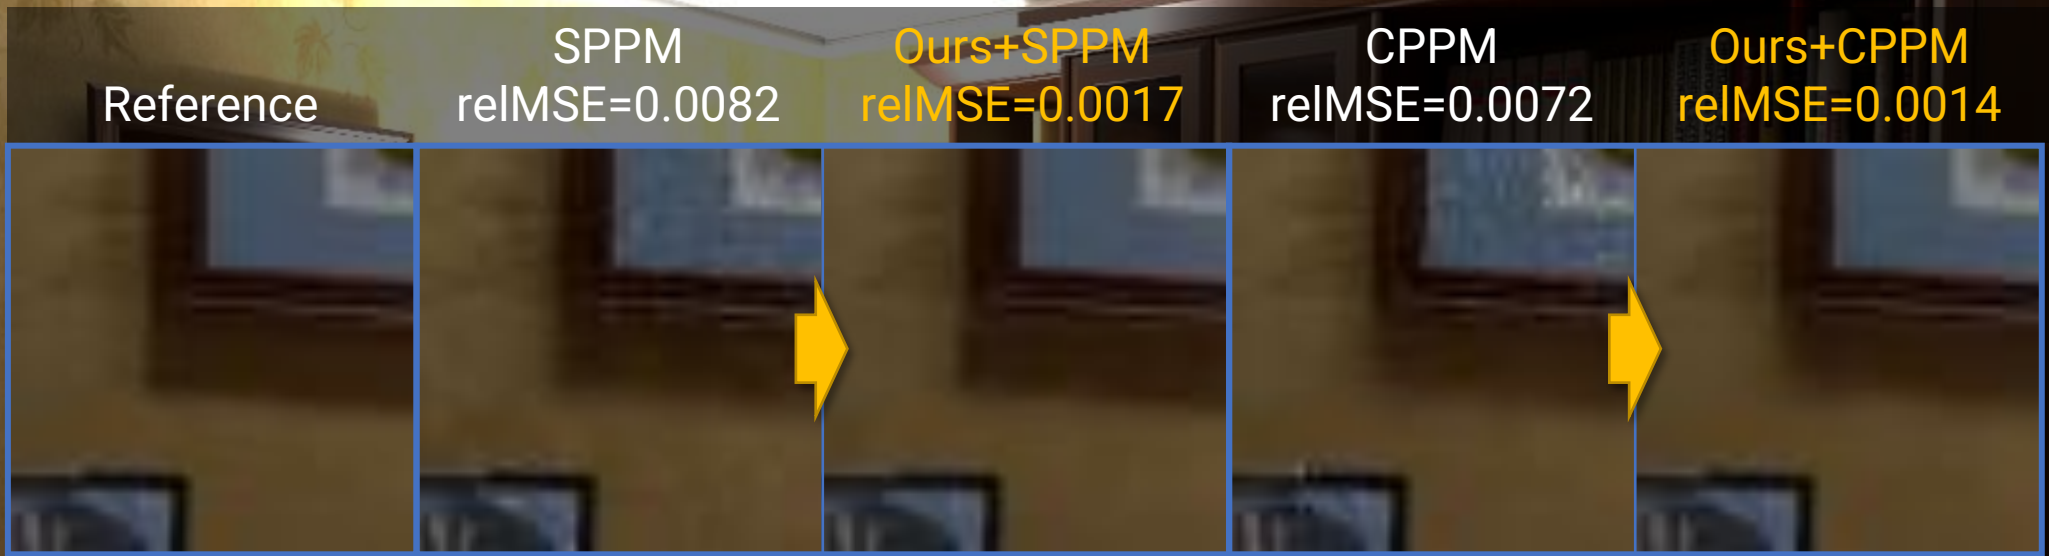 Reference
SPPM
relMSE=0.0082
Ours+SPPM
relMSE=0.0017
CPPM
relMSE=0.0072
Ours+CPPM
relMSE=0.0014